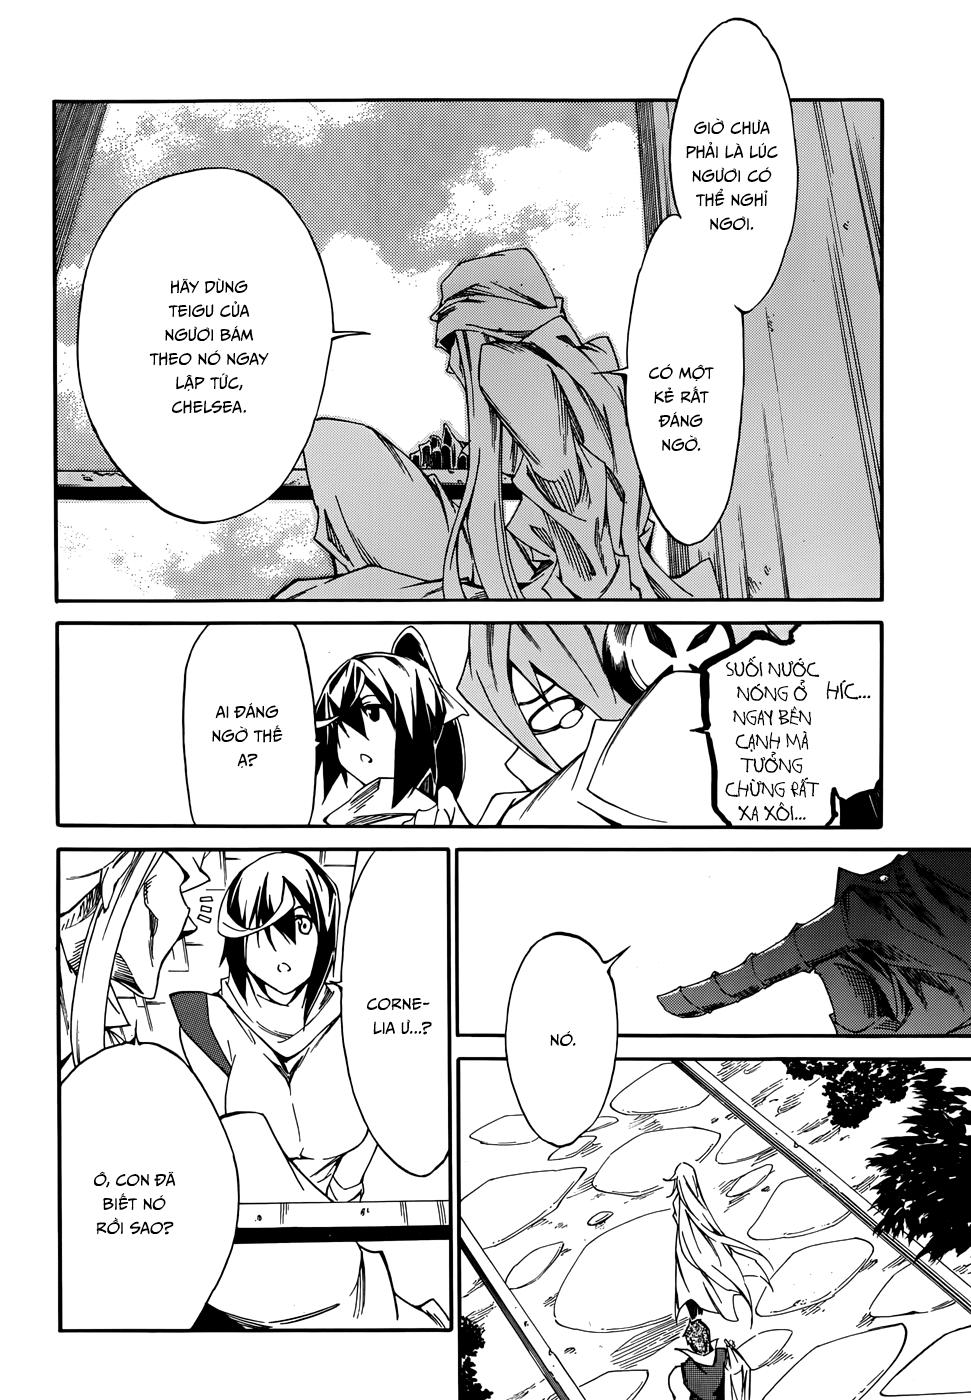 GIỜ CHƯA
PHẢI LÀ LÚC
NGƯƠI CÓ
THỂ NGHỈ
NGƠI.
CÓ MỘT
KẺ RẤT
ĐÁNG
NGỜ.
HÃY DÙNG
TEIGU CỦA
NGƯƠI BÁM
THEO NÓ NGAY
LẬP TỨC,
CHELSEA.
HÍC...
SUỐI NƯỚC
NÓNG Ở
NGAY BÊN
CẠNH MÀ
TƯỞNG
CHỪNG RẤT
XA XÔI...
AI ĐÁNG
NGỜ THẾ
Ạ?
NÓ.
CORNE-
LIA Ư...?
Ô, CON ĐÃ
BIẾT NÓ
RỒI SAO?